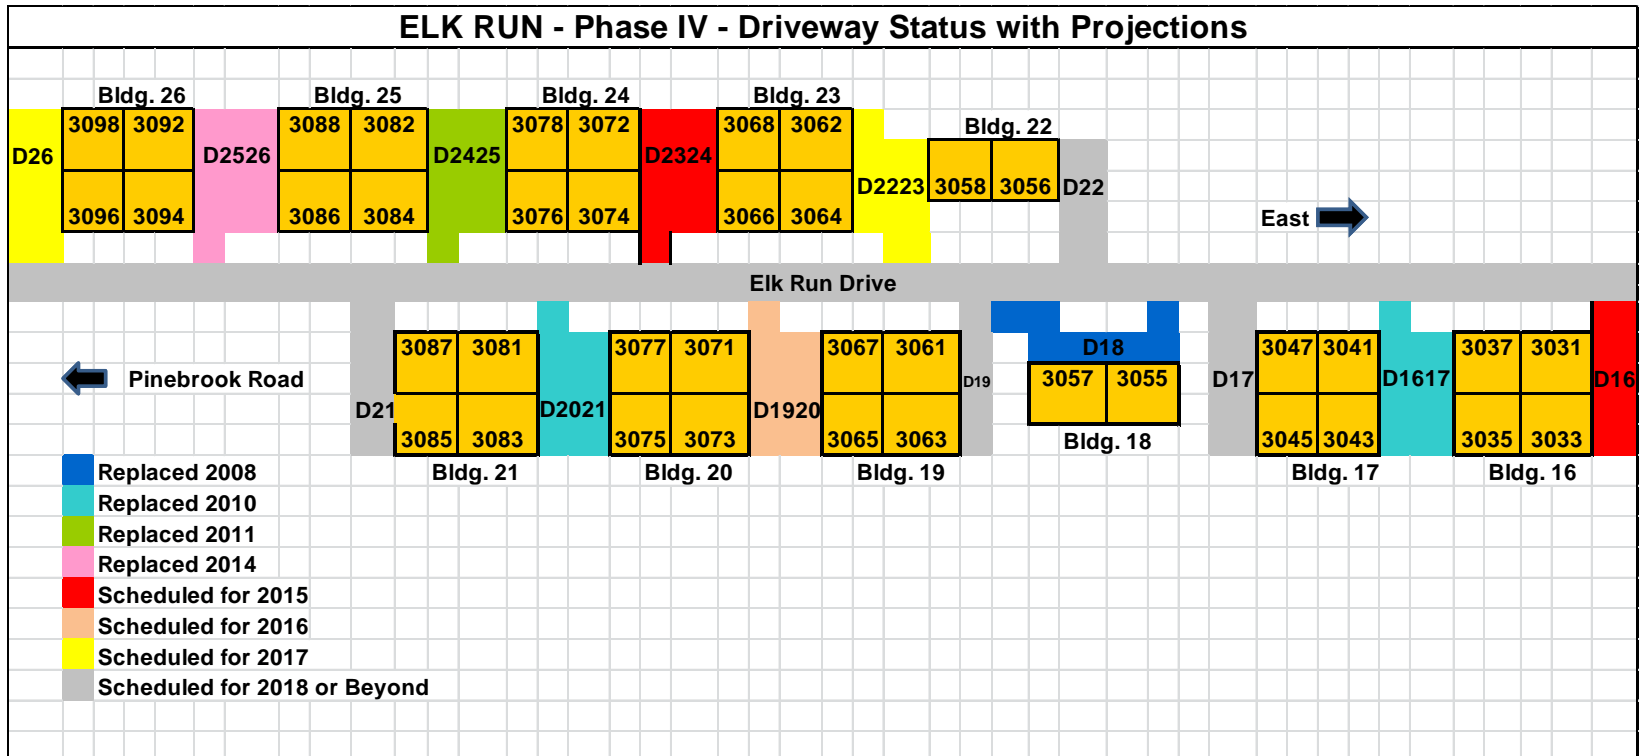 ELK RUN - Phase IV - Driveway Status with Projections
Bldg. 26 Bldg. 25 Bldg. 24 Bldg. 23
3098 3092 3088 3082 3078 3072 3068 3062 Bldg. 22
D26 D2526 D2425 D2324
D2223 3058 3056 D22
3096 3094 3086 3084 3076 3074 3066 3064 East
Elk Run Drive
3087 3081 3077 3071 3067 3061 D18 3047 3041 3037 3031
Pinebrook Road D19 3057 3055 D17 D1617 D16
D21 D2021 D1920
3085 3083 3075 3073 3065 3063 Bldg. 18 3045 3043 3035 3033
Bldg. 21 Bldg. 20 Bldg. 19 Bldg. 17 Bldg. 16
Replaced 2008
Replaced 2010
Replaced 2011
Replaced 2014
Scheduled for 2015
Scheduled for 2016
Scheduled for 2017
Scheduled for 2018 or Beyond